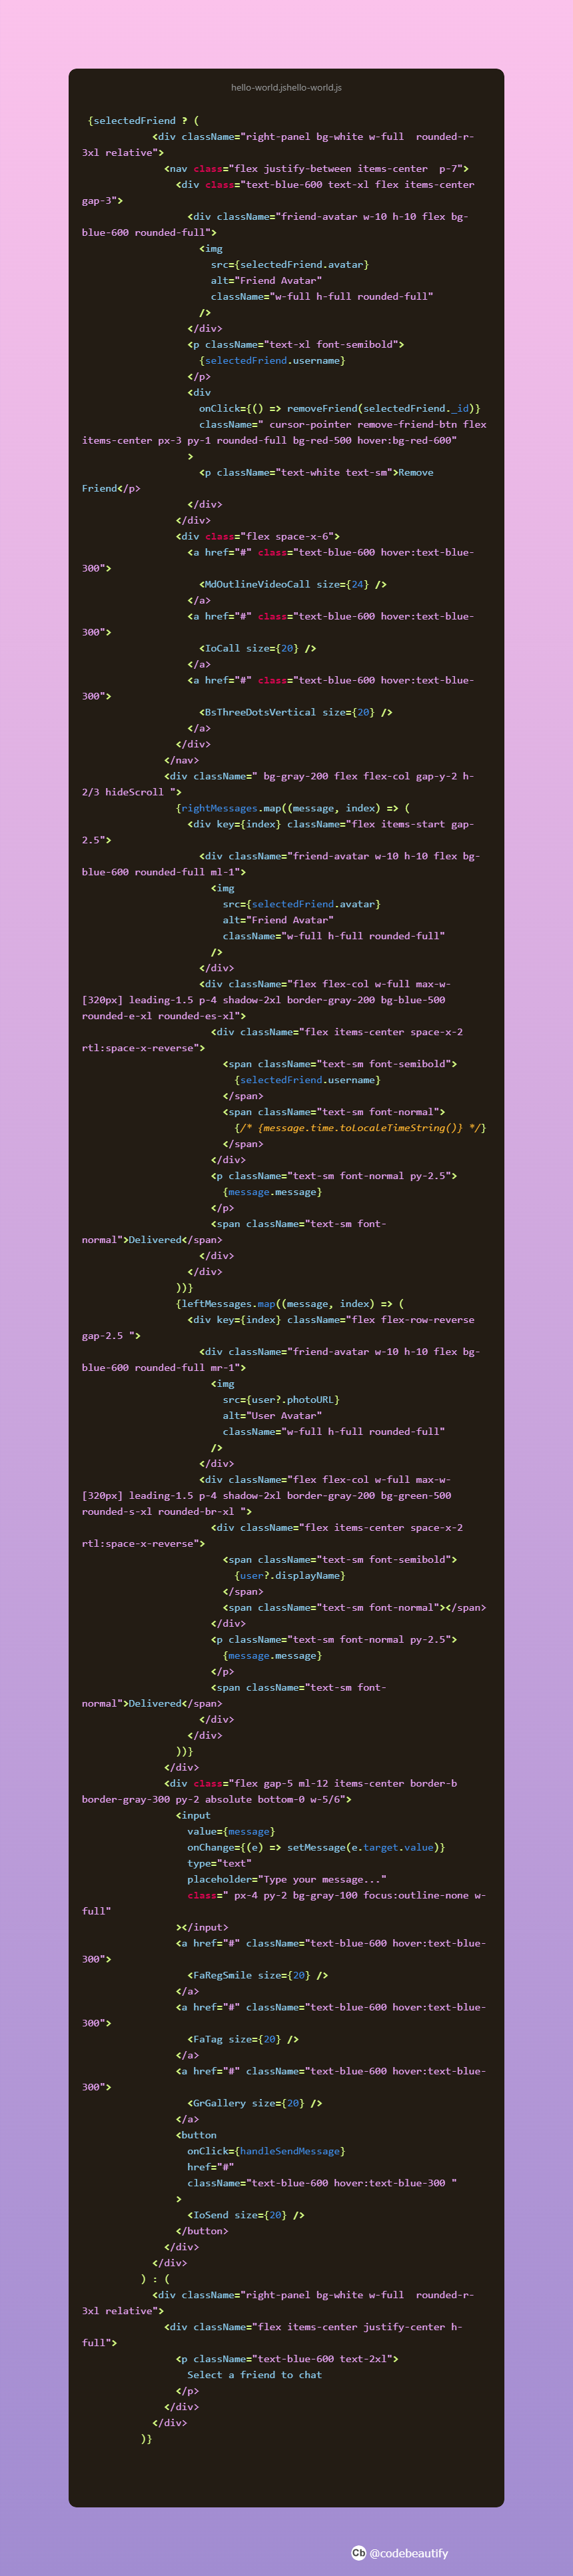 hello-world.jshello-world.js
{selectedFriend ? (
<div className="right-panel bg-white w-full  rounded-r-
3xl relative">
<nav class="flex justify-between items-center  p-7">
<div class="text-blue-600 text-xl flex items-center
gap-3">
<div className="friend-avatar w-10 h-10 flex bg-
blue-600 rounded-full">
<img
src={selectedFriend.avatar}
alt="Friend Avatar"
className="w-full h-full rounded-full"
/>
</div>
<p className="text-xl font-semibold">
{selectedFriend.username}
</p>
<div
onClick={() => removeFriend(selectedFriend._id)}
className=" cursor-pointer remove-friend-btn flex
items-center px-3 py-1 rounded-full bg-red-500 hover:bg-red-600"
>
<p className="text-white text-sm">Remove
Friend</p>
</div>
</div>
<div class="flex space-x-6">
<a href="#" class="text-blue-600 hover:text-blue-
300">
<MdOutlineVideoCall size={24} />
</a>
<a href="#" class="text-blue-600 hover:text-blue-
300">
<IoCall size={20} />
</a>
<a href="#" class="text-blue-600 hover:text-blue-
300">
<BsThreeDotsVertical size={20} />
</a>
</div>
</nav>
<div className=" bg-gray-200 flex flex-col gap-y-2 h-
2/3 hideScroll ">
{rightMessages.map((message, index) => (
<div key={index} className="flex items-start gap-
2.5">
<div className="friend-avatar w-10 h-10 flex bg-
blue-600 rounded-full ml-1">
<img
src={selectedFriend.avatar}
alt="Friend Avatar"
className="w-full h-full rounded-full"
/>
</div>
<div className="flex flex-col w-full max-w-
[320px] leading-1.5 p-4 shadow-2xl border-gray-200 bg-blue-500
rounded-e-xl rounded-es-xl">
<div className="flex items-center space-x-2
rtl:space-x-reverse">
<span className="text-sm font-semibold">
{selectedFriend.username}
</span>
<span className="text-sm font-normal">
{/* {message.time.toLocaleTimeString()} */}
</span>
</div>
<p className="text-sm font-normal py-2.5">
{message.message}
</p>
<span className="text-sm font-
normal">Delivered</span>
</div>
</div>
))}
{leftMessages.map((message, index) => (
<div key={index} className="flex flex-row-reverse
gap-2.5 ">
<div className="friend-avatar w-10 h-10 flex bg-
blue-600 rounded-full mr-1">
<img
src={user?.photoURL}
alt="User Avatar"
className="w-full h-full rounded-full"
/>
</div>
<div className="flex flex-col w-full max-w-
[320px] leading-1.5 p-4 shadow-2xl border-gray-200 bg-green-500
rounded-s-xl rounded-br-xl ">
<div className="flex items-center space-x-2
rtl:space-x-reverse">
<span className="text-sm font-semibold">
{user?.displayName}
</span>
<span className="text-sm font-normal"></span>
</div>
<p className="text-sm font-normal py-2.5">
{message.message}
</p>
<span className="text-sm font-
normal">Delivered</span>
</div>
</div>
))}
</div>
<div class="flex gap-5 ml-12 items-center border-b
border-gray-300 py-2 absolute bottom-0 w-5/6">
<input
value={message}
onChange={(e) => setMessage(e.target.value)}
type="text"
placeholder="Type your message..."
class=" px-4 py-2 bg-gray-100 focus:outline-none w-
full"
></input>
<a href="#" className="text-blue-600 hover:text-blue-
300">
<FaRegSmile size={20} />
</a>
<a href="#" className="text-blue-600 hover:text-blue-
300">
<FaTag size={20} />
</a>
<a href="#" className="text-blue-600 hover:text-blue-
300">
<GrGallery size={20} />
</a>
<button
onClick={handleSendMessage}
href="#"
className="text-blue-600 hover:text-blue-300 "
>
<IoSend size={20} />
</button>
</div>
</div>
) : (
<div className="right-panel bg-white w-full  rounded-r-
3xl relative">
<div className="flex items-center justify-center h-
full">
<p className="text-blue-600 text-2xl">
Select a friend to chat
</p>
</div>
</div>
)}
Cb @codebeautify